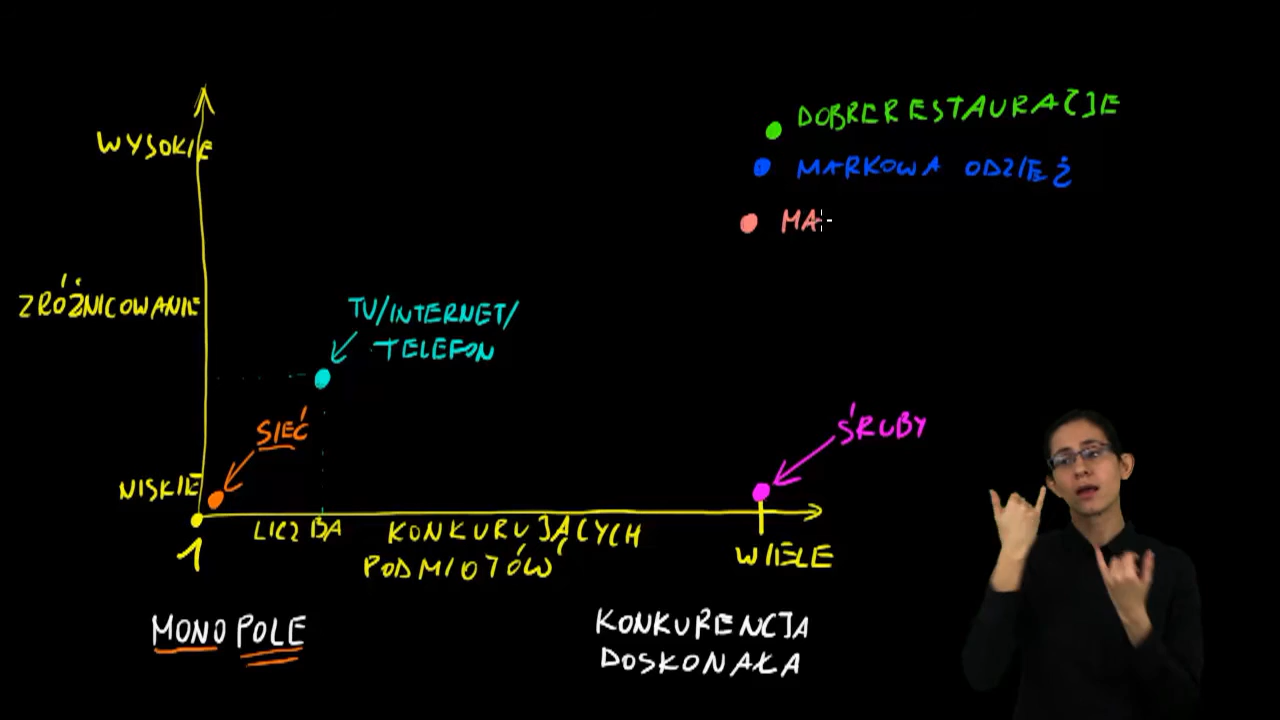 DOBRE RESTAURACJE
WYSOKIE
MARKOWA ODZIEŻ
MA
ZRÓŻNICOWANIE
TV/INTERNET/
TELEFON
SIEĆ
ŚRUBY
NISKIE
LICZBA KONKURUJĄCYCH
PODMIOTÓW
1
WIELE
MONOPOLE
KONKURENCJA
DOSKONAŁA